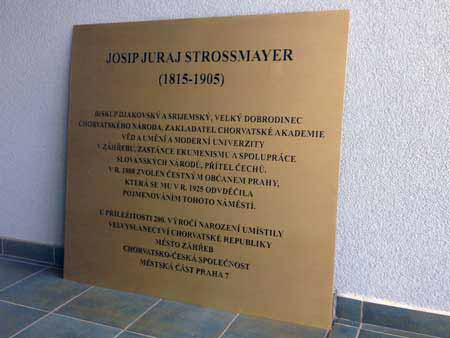 JOSIP JURAJ STROSSMAYER
(1815-1905)
BISKUP DJAKOVSKÝ A SRIJEMSKÝ, VELKÝ DOBRODINEC
CHORVATSKÉHO NÁRODA, ZAKLADATEL CHORVATSKÉ AKADEMIE
VĚD A UMĚNÍ A MODERNÍ UNIVERZITY
V ZÁHŘEBU, ZASTÁNCE EKUMENISMU A SPOLUPRÁCE
SLOVANSKÝCH NÁRODŮ, PŘÍTEL ČECHŮ.
V R. 1888 ZVOLEN ČESTNÝM OBČANEM PRAHY,
KTERÁ SE MU V R. 1925 ODVDĚČILA
POJMENOVÁNÍM TOHOTO NÁMĚSTÍ.
U PŘÍLEŽITOSTI 200. VÝROČÍ NAROZENÍ UMÍSTILY
VELVYSLANECTVÍ CHORVATSKÉ REPUBLIKY
MĚSTO ZÁHŘEB
CHORVATSKO-ČESKÁ SPOLEČNOST
MĚSTSKÁ ČÁST PRAHA 7